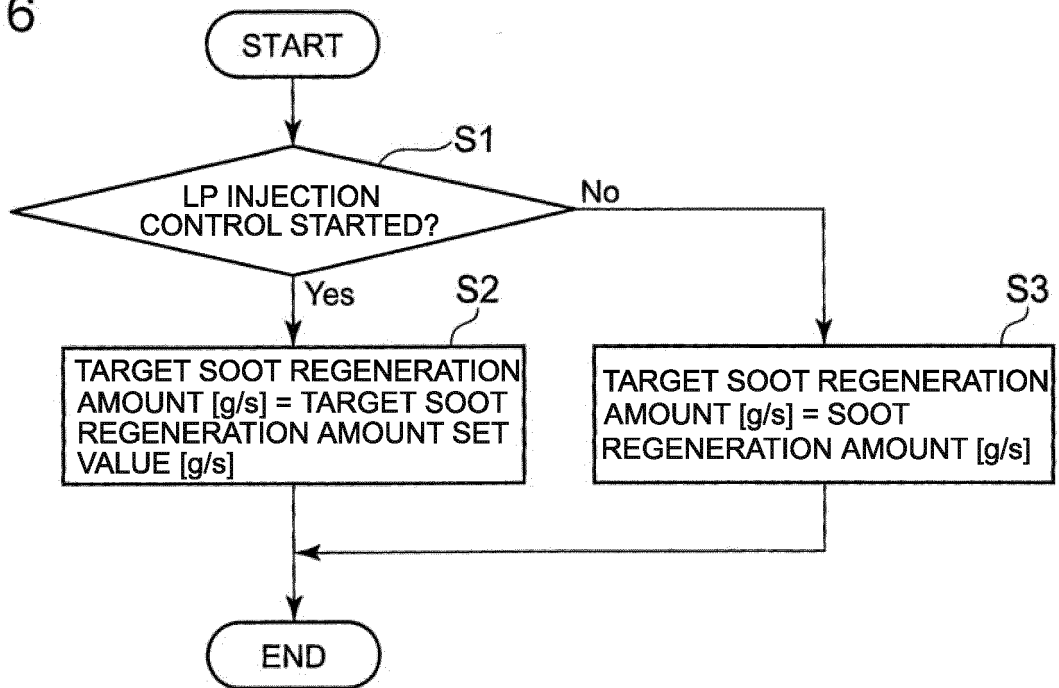 6
START
S1
LP INJECTION
CONTROL STARTED?
No
Yes
S2
TARGET SOOT REGENERATION
AMOUNT [g/s] = TARGET SOOT
REGENERATION AMOUNT SET
VALUE [g/s]
S3
TARGET SOOT REGENERATION
AMOUNT [g/s] = SOOT
REGENERATION AMOUNT [g/s]
END